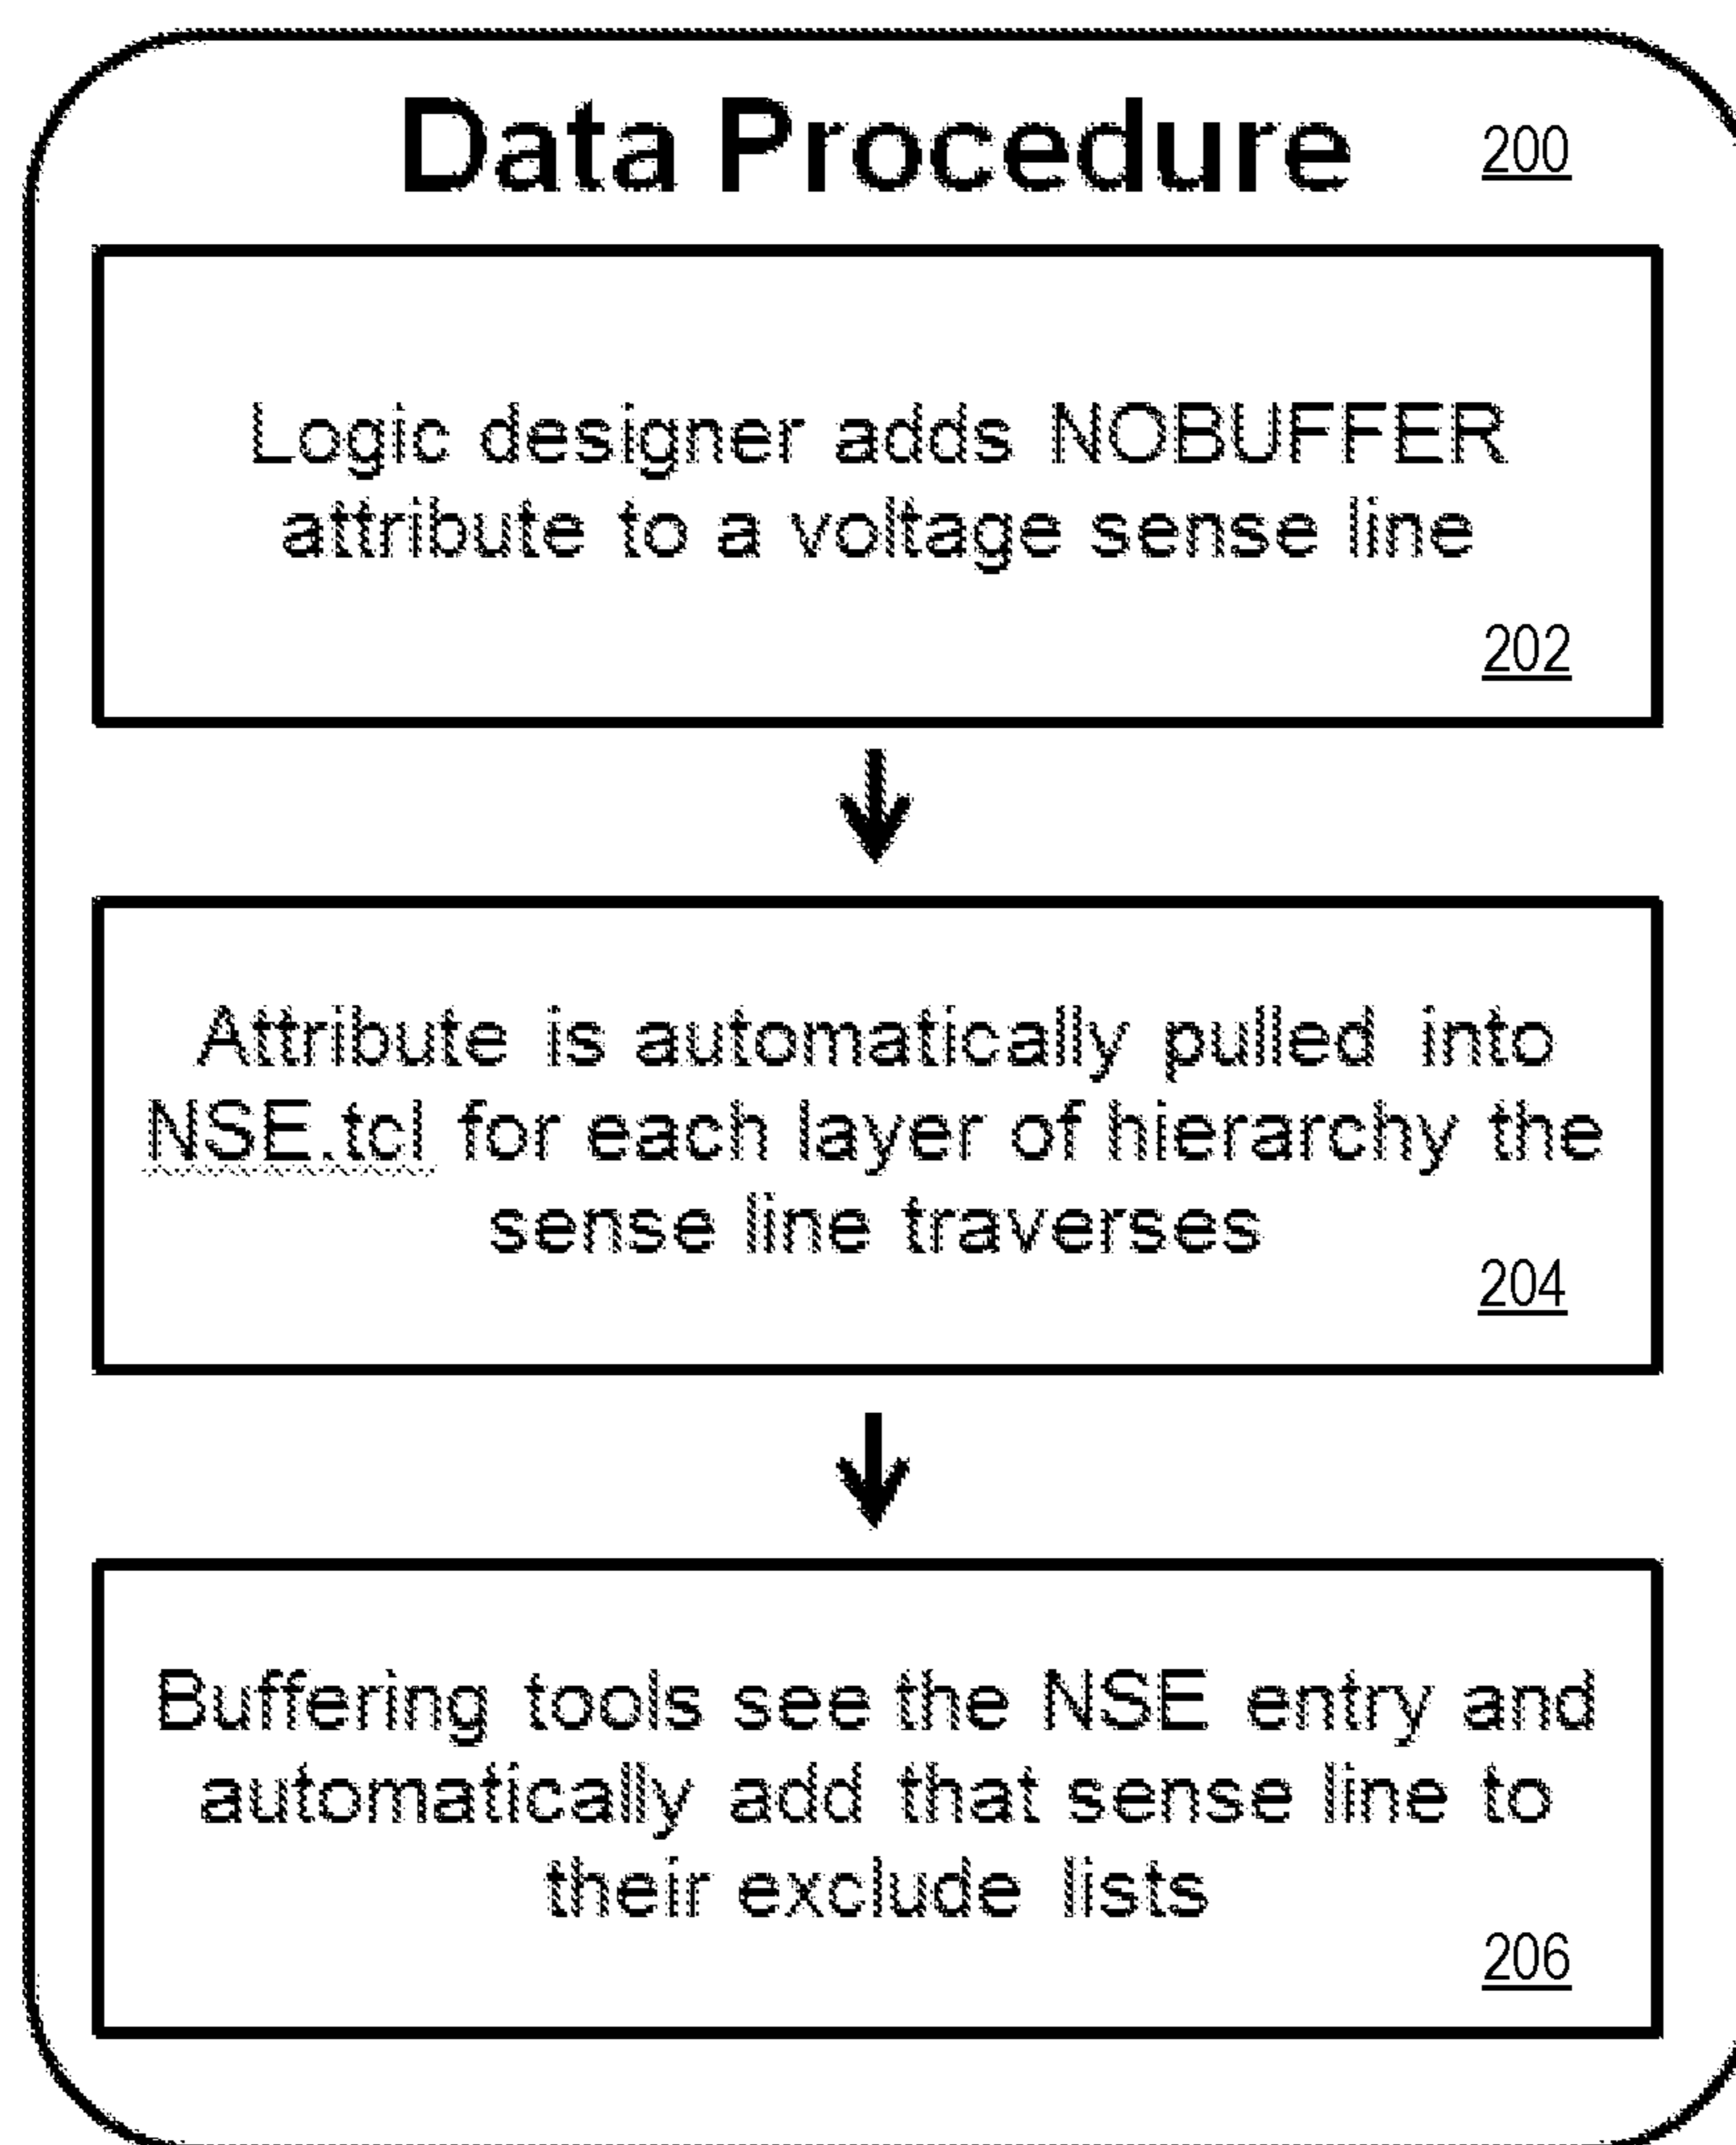 Data Procedure 200
Logic designer adds NOBUFFER
attribute to a voltage sense line
202
Attribute is automatically pulled into
NSE.tcl for each layer of hierarchy the
sense line traverses
204
Buffering tools see the NSE entry and
automatically add that sense line to
their exclude lists
206